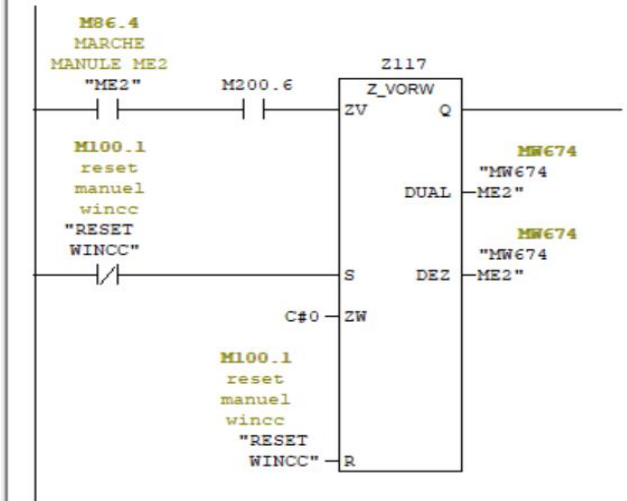 M86.4
MARCHE
MANULE ME2
"ME2"
M200.6
Z117
Z_VORW
ZV
Q
M100.1
reset
manuel
wincc
"RESET
WINCC"
MW674
"MW674
DUAL
ME2"
MW674
"MW674
S
DEZ
ME2"
C#0
ZW
M100.1
reset
manuel
wincc
"RESET
WINCC"
R